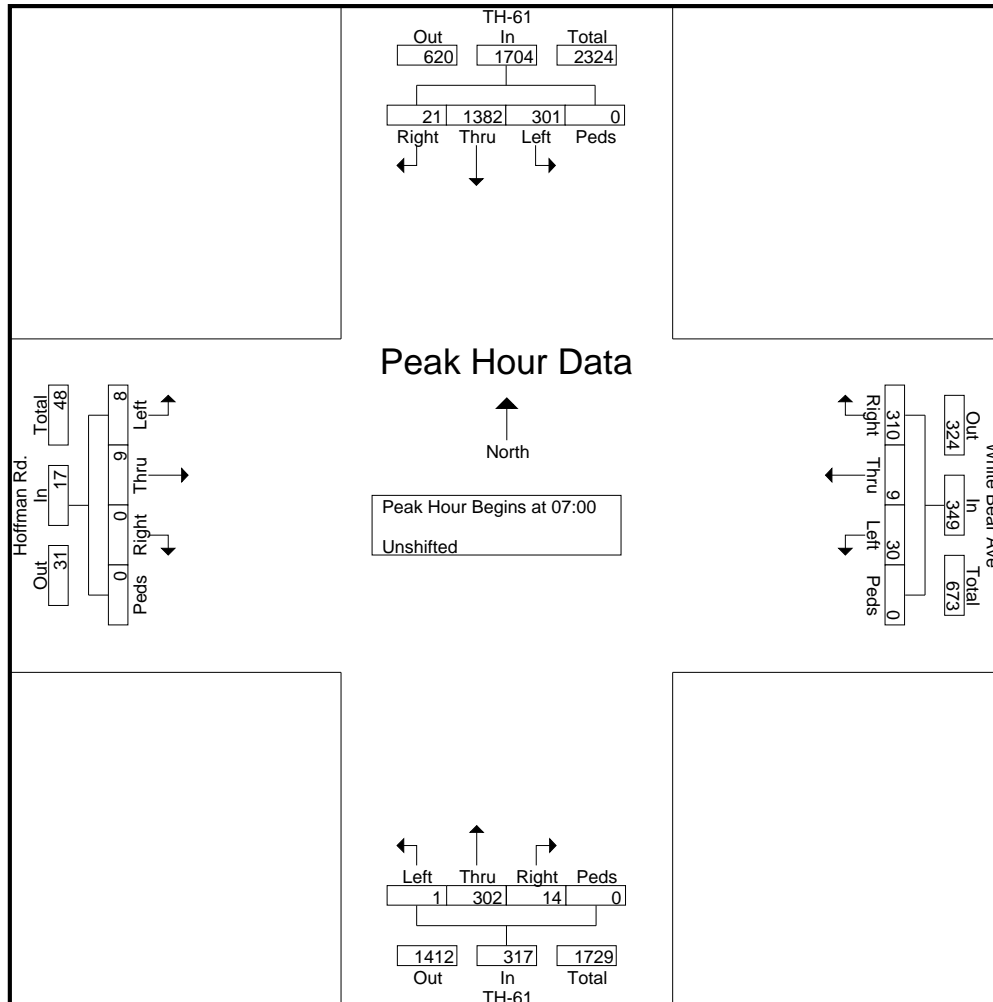 TH-61
Out In Total
620 1704 2324
21 1382 301 0
Right Thru Left Peds
Peak Hour Data
North
Peak Hour Begins at 07:00
Unshifted
Hoffman Rd.
Total In Out
48 17 31
8 9 0 0
Left Thru Right Peds
White Bear Ave
Out In Total
324 349 673
310 9 30 0
Right Thru Left Peds
Left Thru Right Peds
1 302 14 0
1412 317 1729
Out In Total
TH-61